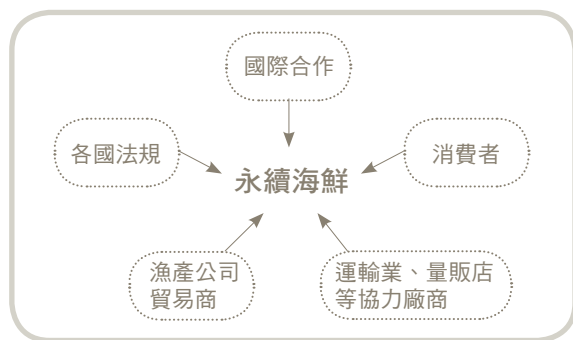 國際合作
各國法規
消費者
永續海鮮
漁產公司
貿易商
運輸業、量販店
等協力廠商